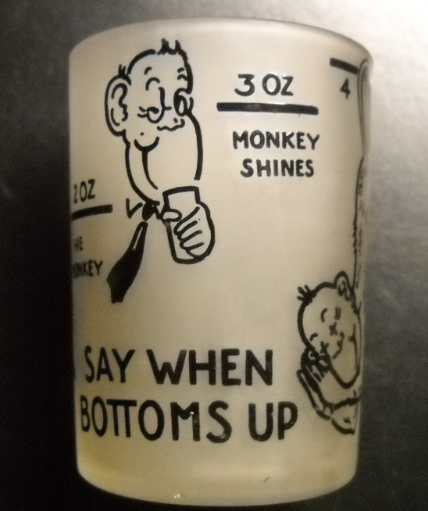 3 OZ
4
MONKEY
SHINES
2 OZ
SAY WHEN
BOTTOMS UP